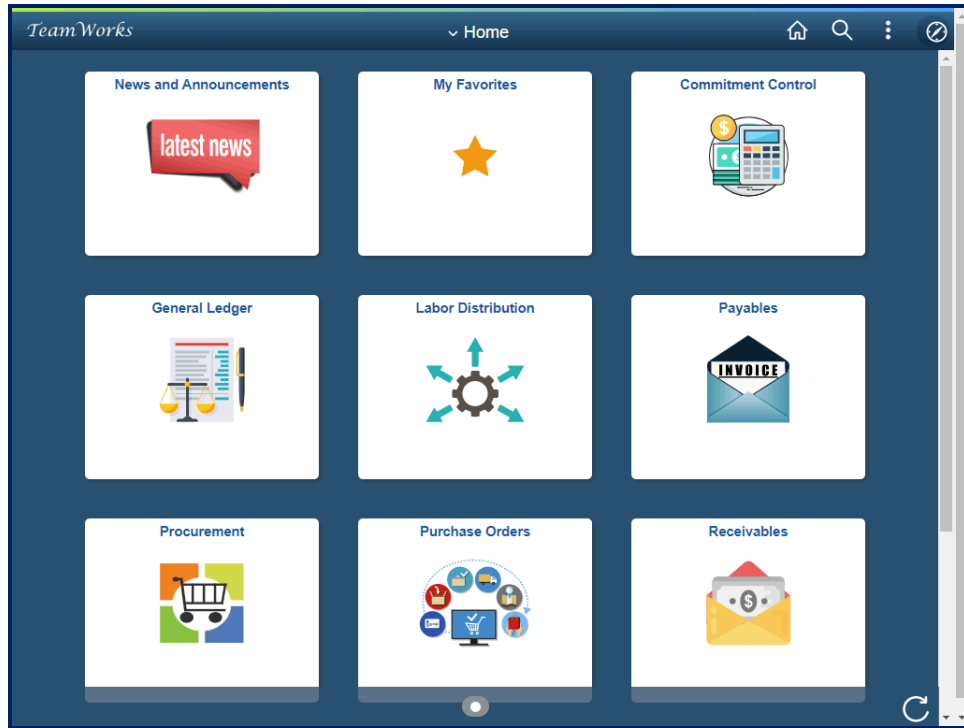 TeamWorks
Home
News and Announcements
My Favorites
Commitment Control
latest news
General Ledger
Labor Distribution
Payables
INVOICE
Procurement
Purchase Orders
Receivables